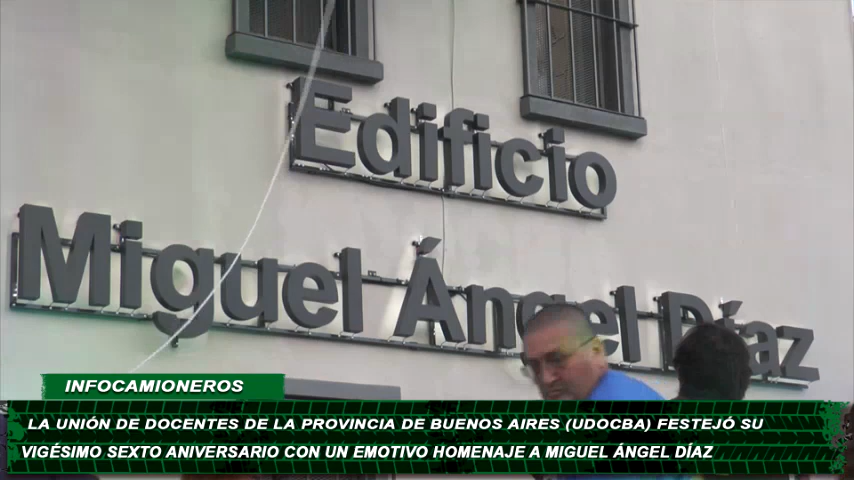 Edificio
Miguel Ángel Díaz
INFOCAMIONEROS
LA UNIÓN DE DOCENTES DE LA PROVINCIA DE BUENOS AIRES (UDOCBA) FESTEJÓ SU
VIGÉSIMO SEXTO ANIVERSARIO CON UN EMOTIVO HOMENAJE A MIGUEL ÁNGEL DÍAZ